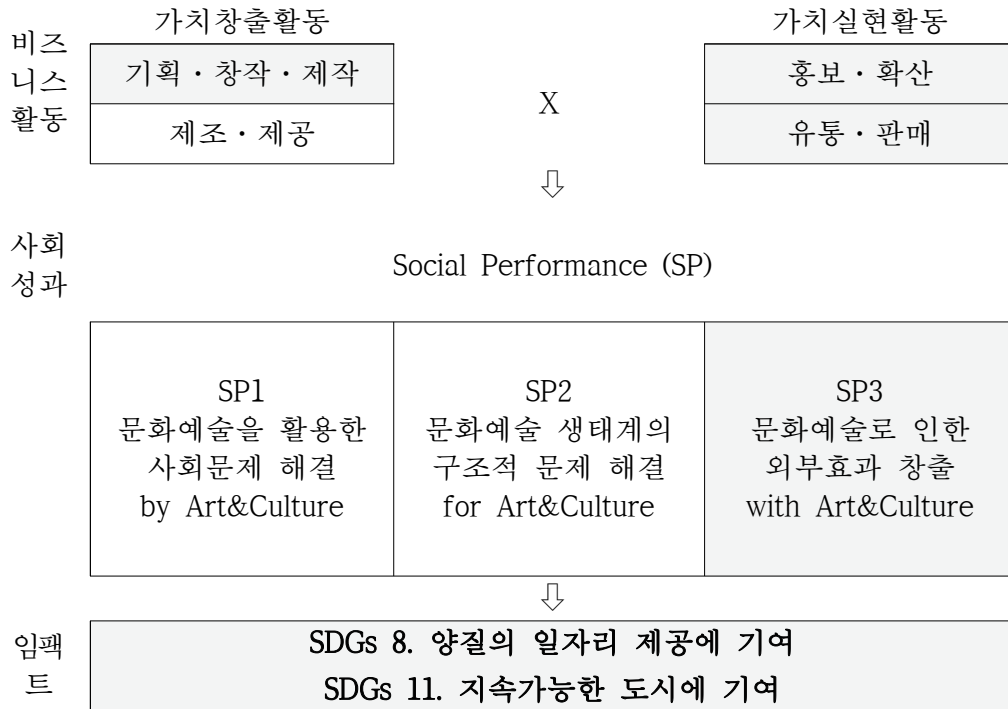 가치창출활동
가치실현활동
비즈
니스
활동
기획·창작·제작
제조·제공
X
홍보·확산
유통·판매
⇩
사회
성과
Social Performance (SP)
SP1
문화예술을 활용한
사회문제 해결
by Art&Culture
SP2
문화예술 생태계의
구조적 문제 해결
for Art&Culture
SP3
문화예술로 인한
외부효과 창출
with Art&Culture
⇩
임팩
트
SDGs 8. 양질의 일자리 제공에 기여
SDGs 11. 지속가능한 도시에 기여